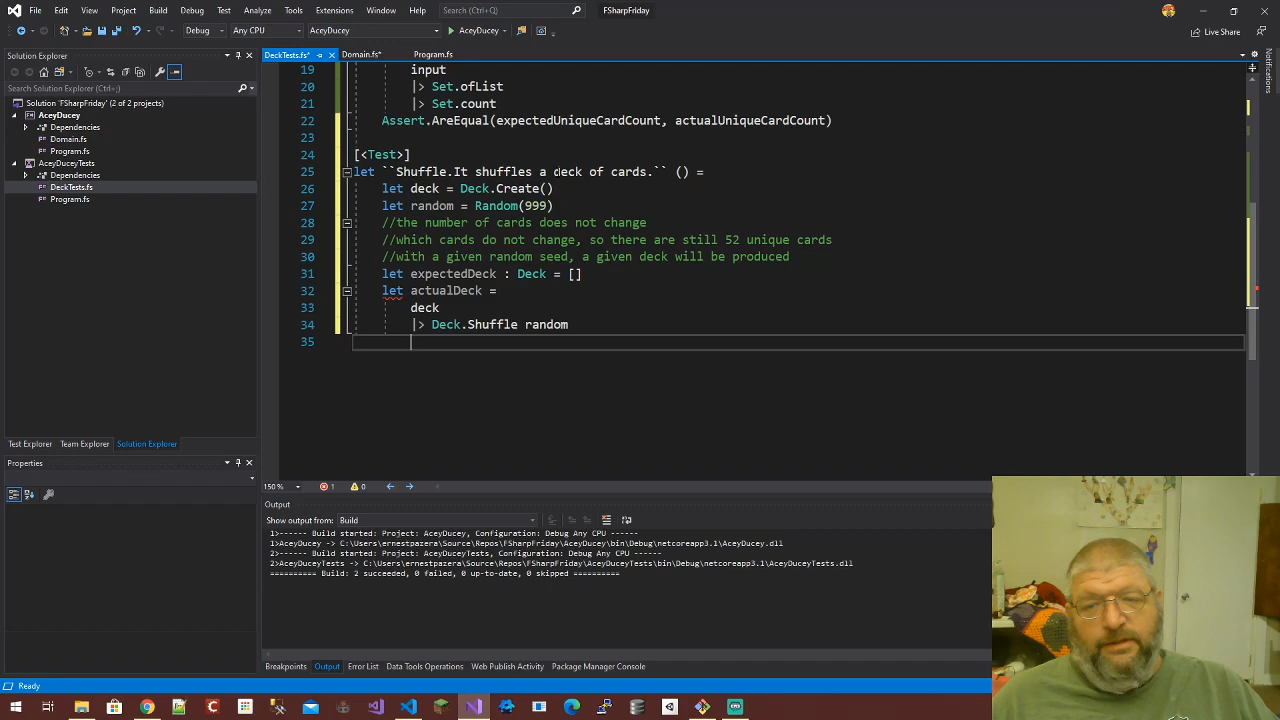 File Edit View Git Project Build Debug Test Analyze Tools Extensions Window Help Search (Ctrl+Q) FSharpFriday
Debug Any CPU AceyDucey AceyDucey Live Share
Solution Explorer
Search Solution Explorer (Ctrl+;)
Solution 'FSharpFriday' (2 of 2 projects)
AceyDucey
Dependencies
Domain.fs
Program.fs
AceyDuceyTests
Dependencies
DeckTests.fs
Program.fs
Test Explorer Team Explorer Solution Explorer
Properties
DeckTests.fs* Domain.fs* Program.fs
19 input
20 |> Set.ofList
21 |> Set.count
22 Assert.AreEqual(expectedUniqueCardCount, actualUniqueCardCount)
23
24 [<Test>]
25 let ``Shuffle.It shuffles a deck of cards.`` () =
26 let deck = Deck.Create()
27 let random = Random(999)
28 //the number of cards does not change
29 //which cards do not change, so there are still 52 unique cards
30 //with a given random seed, a given deck will be produced
31 let expectedDeck : Deck = []
32 let actualDeck =
33 deck
34 |> Deck.Shuffle random
35
150 % 1 0
Output
Show output from: Build
1>------ Build started: Project: AceyDucey, Configuration: Debug Any CPU ------
1>AceyDucey -> C:\Users\ernestpazera\Source\Repos\FSharpFriday\AceyDucey\bin\Debug\netcoreapp3.1\AceyDucey.dll
2>------ Build started: Project: AceyDuceyTests, Configuration: Debug Any CPU ------
2>AceyDuceyTests -> C:\Users\ernestpazera\Source\Repos\FSharpFriday\AceyDuceyTests\bin\Debug\netcoreapp3.1\AceyDuceyTests.dll
========== Build: 2 succeeded, 0 failed, 0 up-to-date, 0 skipped ==========
Breakpoints Output Error List Data Tools Operations Web Publish Activity Package Manager Console
Ready
Notifications